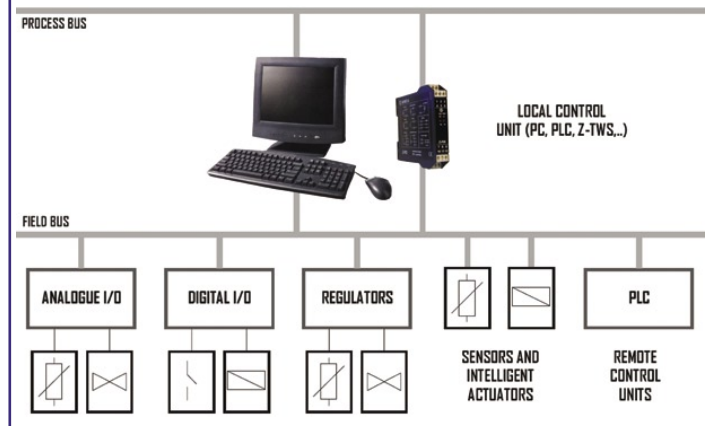 PROCESS BUS
LOCAL CONTROL
UNIT (PC, PLC, Z-TWS,..)
FIELD BUS
ANALOGUE I/O
DIGITAL I/O
REGULATORS
PLC
SENSORS AND
INTELLIGENT
ACTUATORS
REMOTE
CONTROL
UNITS